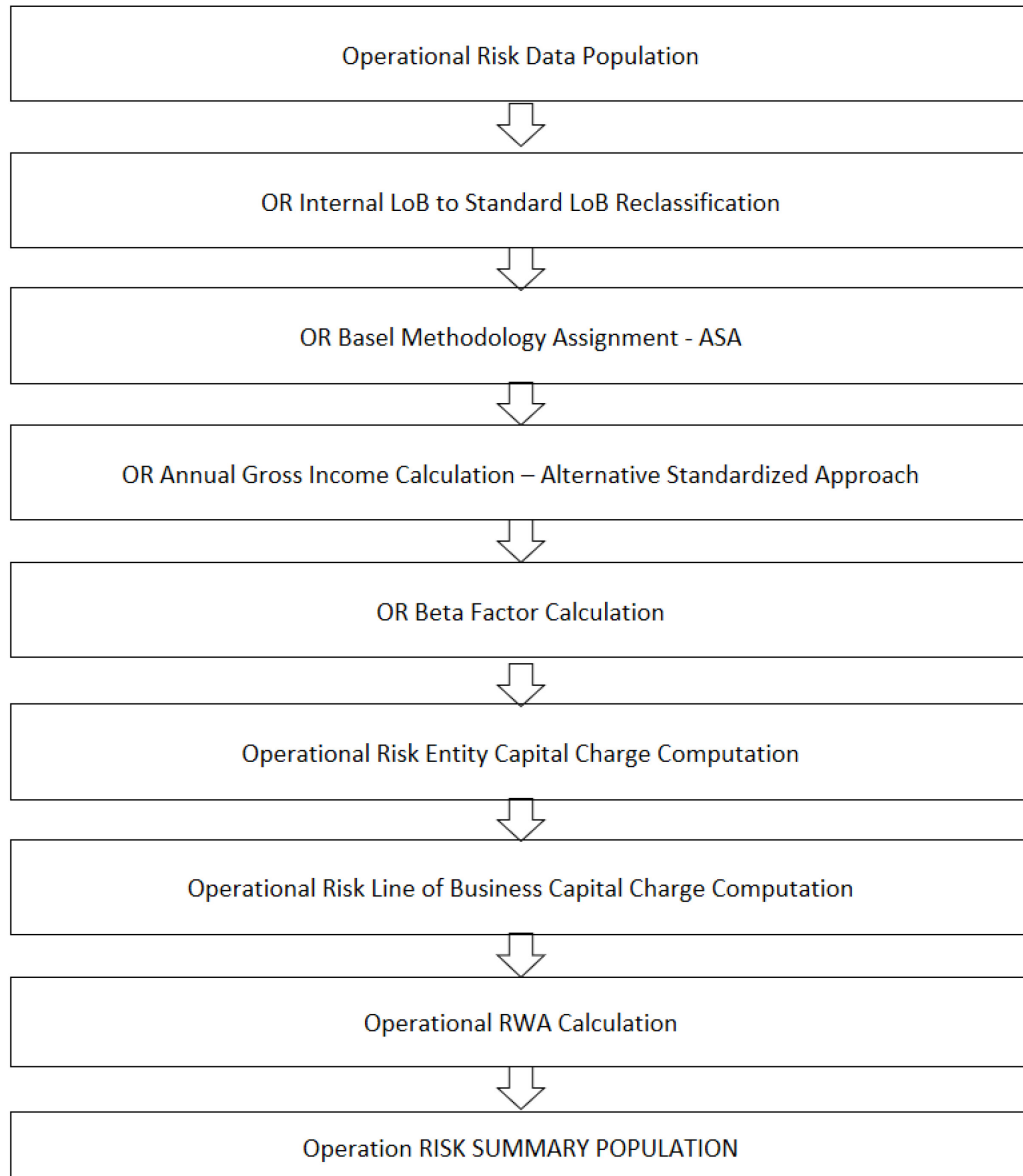 Operational Risk Data Population
OR Internal LoB to Standard LoB Reclassification
OR Basel Methodology Assignment - ASA
OR Annual Gross Income Calculation – Alternative Standardized Approach
OR Beta Factor Calculation
Operational Risk Entity Capital Charge Computation
Operational Risk Line of Business Capital Charge Computation
Operational RWA Calculation
Operation RISK SUMMARY POPULATION